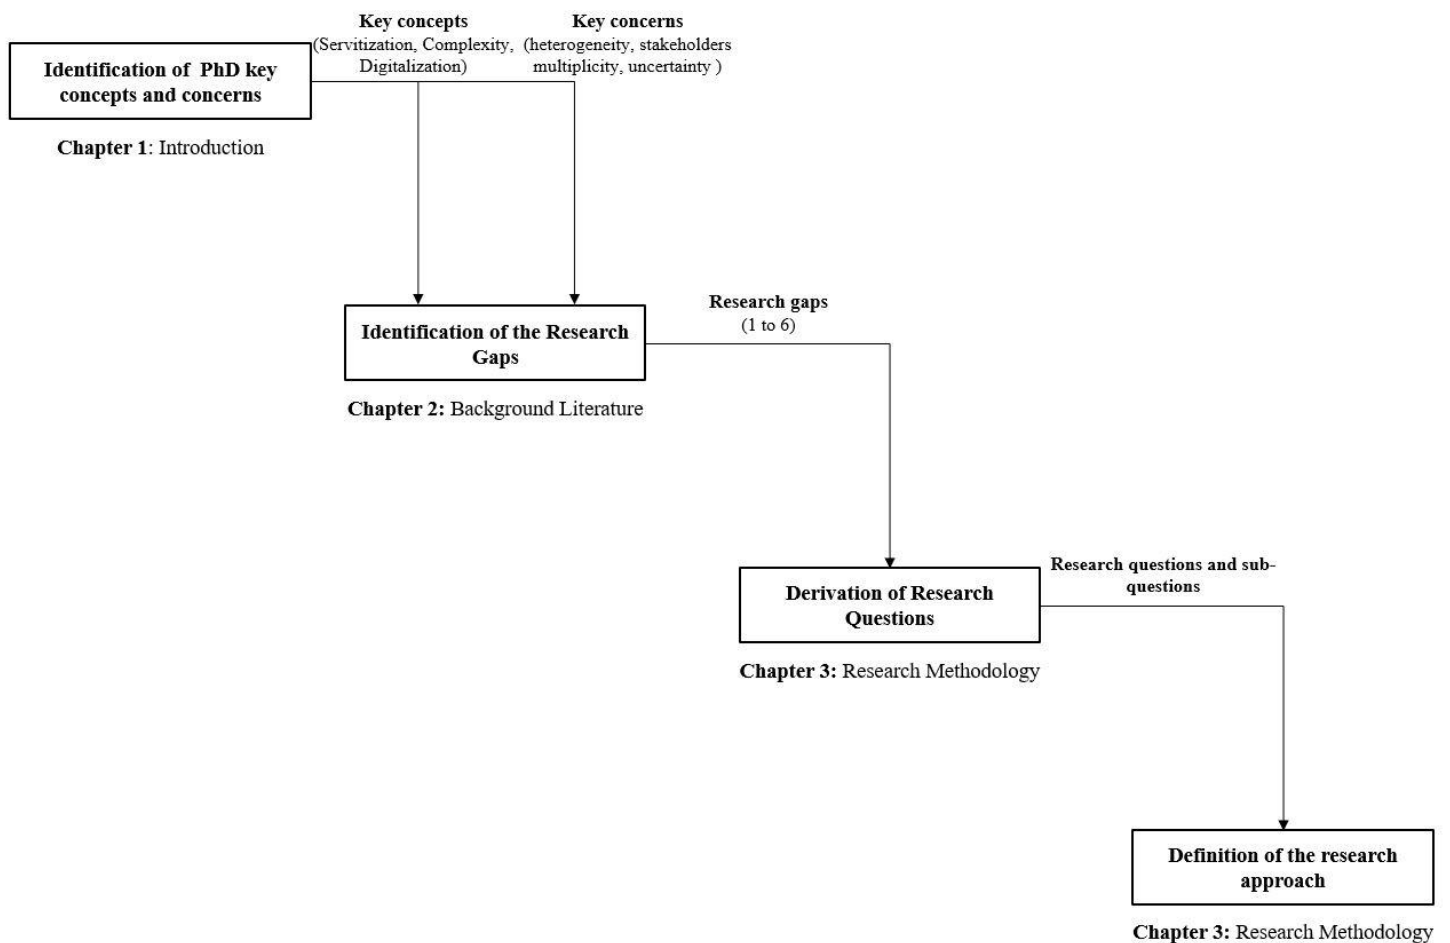 Key concepts
(Servitization, Complexity,
Digitalization)
Key concerns
(heterogeneity, stakeholders
multiplicity, uncertainty )
Identification of PhD key
concepts and concerns
Chapter 1: Introduction
Identification of the Research
Gaps
Chapter 2: Background Literature
Research gaps
(1 to 6)
Derivation of Research
Questions
Chapter 3: Research Methodology
Research questions and sub-
questions
Definition of the research
approach
Chapter 3: Research Methodology